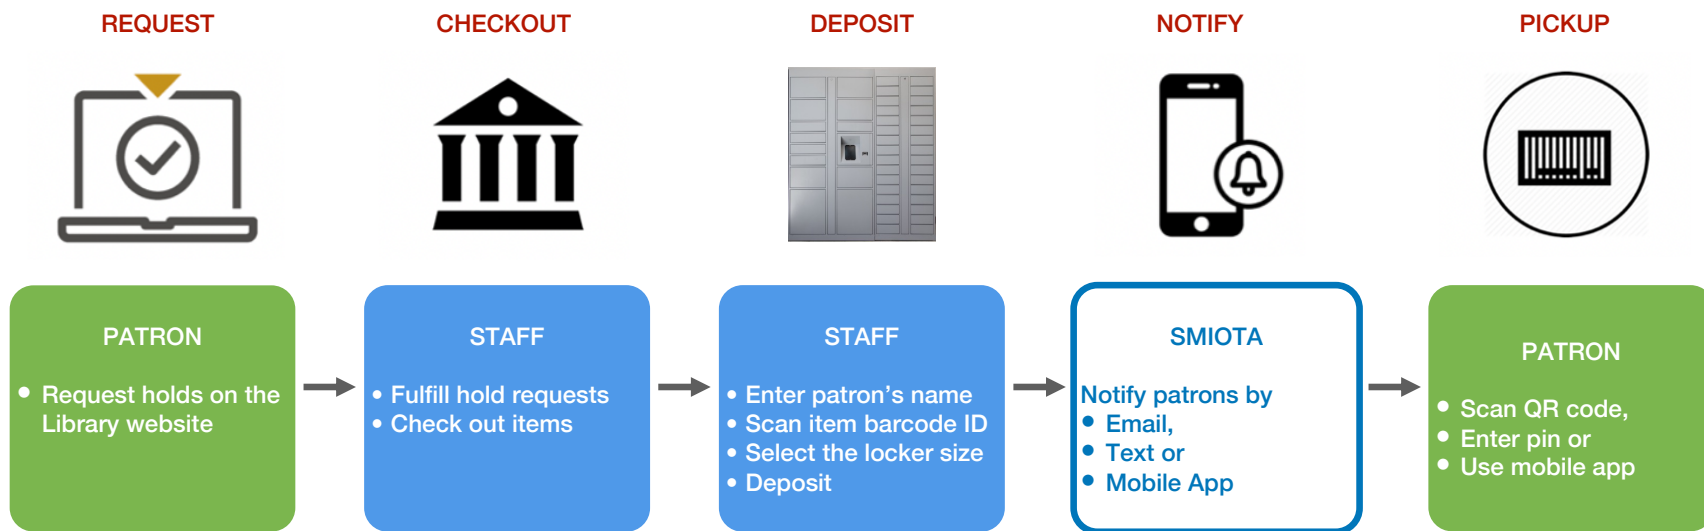 REQUEST
CHECKOUT
DEPOSIT
NOTIFY
PICKUP
PATRON
• Request holds on the
Library website
STAFF
• Fulfill hold requests
• Check out items
STAFF
• Enter patron’s name
• Scan item barcode ID
• Select the locker size
• Deposit
SMIOTA
Notify patrons by
• Email,
• Text or
• Mobile App
PATRON
• Scan QR code,
• Enter pin or
• Use mobile app